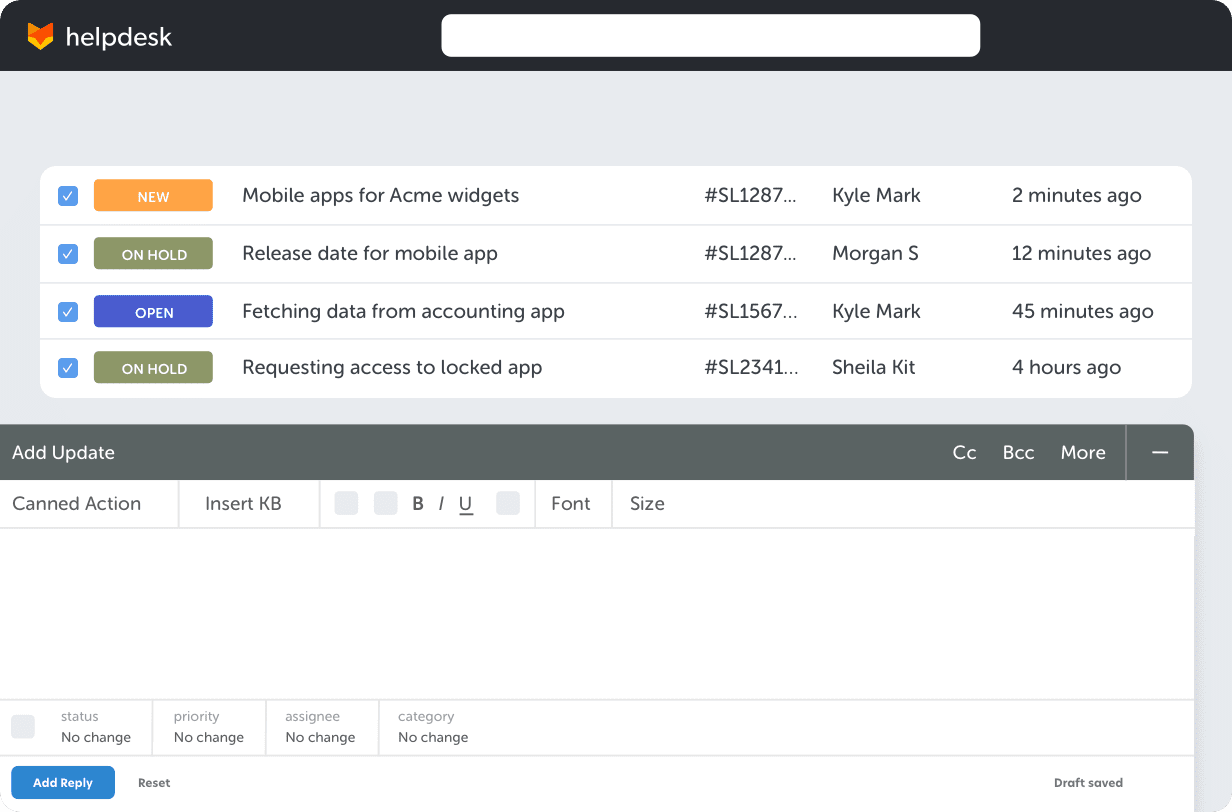 helpdesk
NEW Mobile apps for Acme widgets #SL1287... Kyle Mark 2 minutes ago
ON HOLD Release date for mobile app #SL1287... Morgan S 12 minutes ago
OPEN Fetching data from accounting app #SL1567... Kyle Mark 45 minutes ago
ON HOLD Requesting access to locked app #SL2341... Sheila Kit 4 hours ago
Add Update Cc Bcc More
Canned Action Insert KB B I U Font Size
status priority assignee category
No change No change No change No change
Add Reply Reset Draft saved